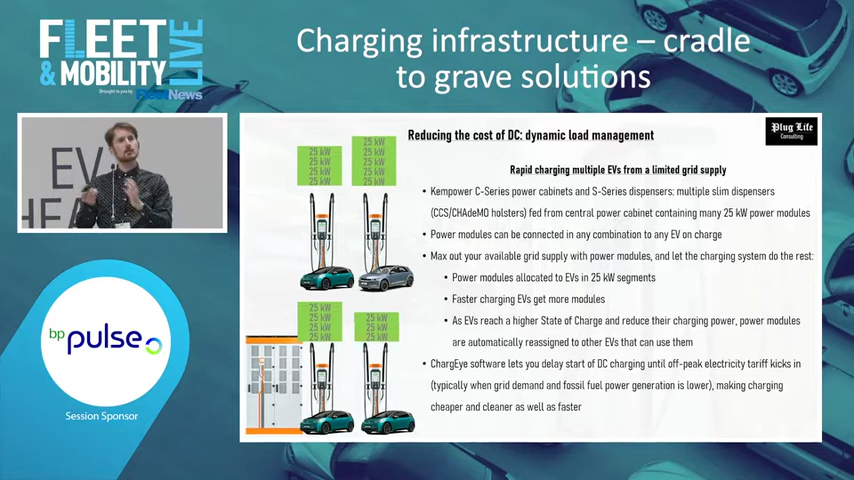 FLEET
& MOBILITY
LIVE
Brought to you by
FleetNews
Charging infrastructure – cradle
to grave solutions
EV
HEA
bp
pulse
Session Sponsor
Reducing the cost of DC: dynamic load management
Plug Life
Consulting
Rapid charging multiple EVs from a limited grid supply
• Kempower C-Series power cabinets and S-Series dispensers: multiple slim dispensers
(CCS/CHAdeMO holsters) fed from central power cabinet containing many 25 kW power modules
• Power modules can be connected in any combination to any EV on charge
• Max out your available grid supply with power modules, and let the charging system do the rest:
• Power modules allocated to EVs in 25 kW segments
• Faster charging EVs get more modules
• As EVs reach a higher State of Charge and reduce their charging power, power modules
are automatically reassigned to other EVs that can use them
• ChargEye software lets you delay start of DC charging until off-peak electricity tariff kicks in
(typically when grid demand and fossil fuel power generation is lower), making charging
cheaper and cleaner as well as faster
25 kW
25 kW
25 kW
25 kW
25 kW
25 kW
25 kW
25 kW
25 kW
25 kW
25 kW
25 kW
25 kW
25 kW